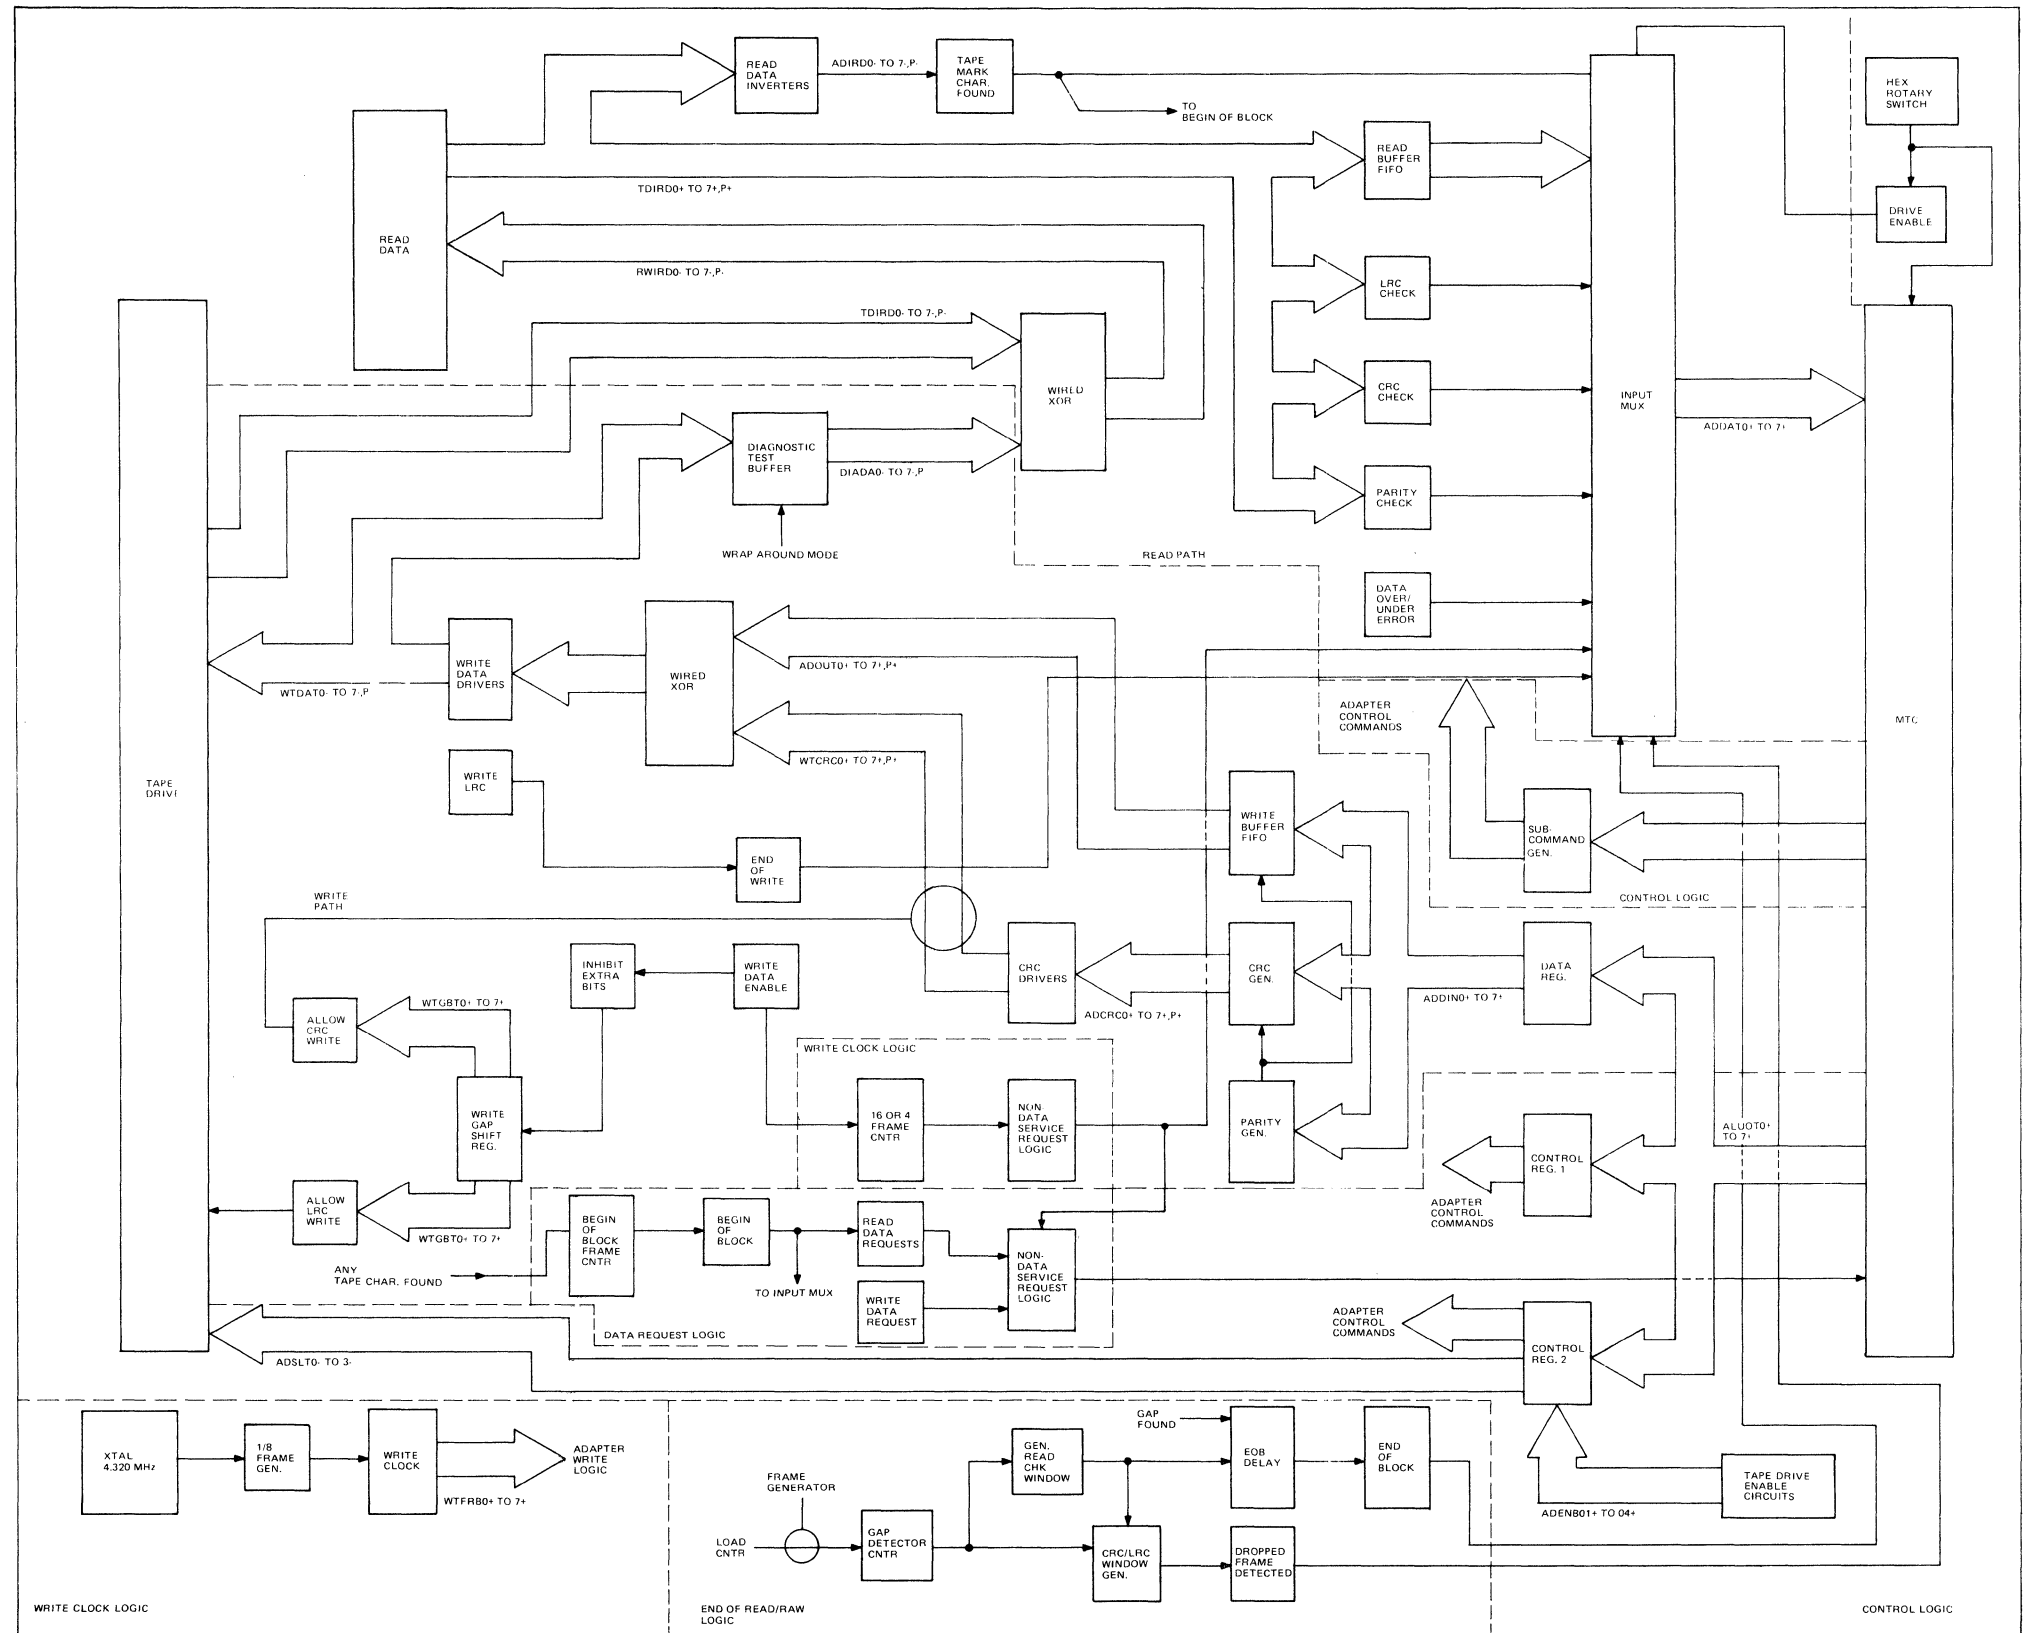 READ
DATA
INVERTERS
ADIRD0- TO 7-,P-
TAPE
MARK
CHAR.
FOUND
TO
BEGIN OF BLOCK
HEX
ROTARY
SWITCH
READ
BUFFER
FIFO
TDIRD0+ TO 7+,P+
DRIVE
ENABLE
READ
DATA
RWIRD0- TO 7-,P-
LRC
CHECK
TDIRD0- TO 7-,P-
WIRED
XOR
CRC
CHECK
INPUT
MUX
ADDAT0+ TO 7+
DIAGNOSTIC
TEST
BUFFER
DIADA0- TO 7-,P
PARITY
CHECK
WRAP AROUND MODE
READ PATH
DATA
OVER/
UNDER
ERROR
WRITE
DATA
DRIVERS
WTDAT0- TO 7-,P
WIRED
XOR
ADOUT0+ TO 7+,P+
ADAPTER
CONTROL
COMMANDS
MTC
WTCRC0+ TO 7+,P+
TAPE
DRIVE
WRITE
LRC
WRITE
BUFFER
FIFO
SUB-
COMMAND
GEN.
END
OF
WRITE
WRITE
PATH
CONTROL LOGIC
INHIBIT
EXTRA
BITS
WRITE
DATA
ENABLE
CRC
DRIVERS
CRC
GEN.
DATA
REG.
ADDIN0+ TO 7+
ADCRC0+ TO 7+,P+
WTGBT0+ TO 7+
ALLOW
CRC
WRITE
WRITE CLOCK LOGIC
WRITE
GAP
SHIFT
REG.
16 OR 4
FRAME
CNTR
NON-
DATA
SERVICE
REQUEST
LOGIC
PARITY
GEN.
ALUOT0+
TO 7+
CONTROL
REG. 1
ADAPTER
CONTROL
COMMANDS
ALLOW
LRC
WRITE
WTGBT0+ TO 7+
BEGIN
OF
BLOCK
FRAME
CNTR
BEGIN
OF
BLOCK
READ
DATA
REQUESTS
NON-
DATA
SERVICE
REQUEST
LOGIC
ANY
TAPE CHAR. FOUND
TO INPUT MUX
WRITE
DATA
REQUEST
ADAPTER
CONTROL
COMMANDS
DATA REQUEST LOGIC
CONTROL
REG. 2
ADSLT0- TO 3-
XTAL
4.320 MHz
1/8
FRAME
GEN.
WRITE
CLOCK
ADAPTER
WRITE
LOGIC
WTFRB0+ TO 7+
GAP
FOUND
GEN.
READ
CHK
WINDOW
EOB
DELAY
END
OF
BLOCK
TAPE DRIVE
ENABLE
CIRCUITS
ADENB01+ TO 04+
FRAME
GENERATOR
LOAD
CNTR
GAP
DETECTOR
CNTR
CRC/LRC
WINDOW
GEN.
DROPPED
FRAME
DETECTED
WRITE CLOCK LOGIC
END OF READ/RAW
LOGIC
CONTROL LOGIC